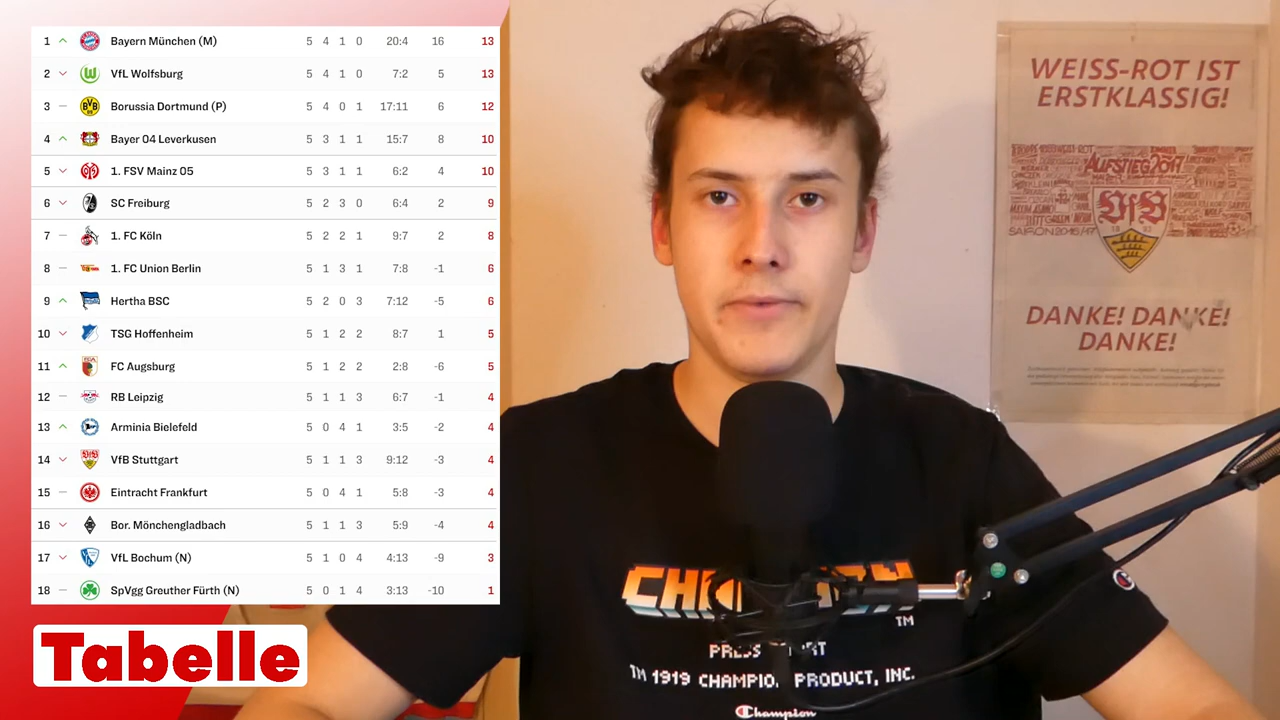 1 Bayern München (M) 5 4 1 0 20:4 16 13
2 VfL Wolfsburg 5 4 1 0 7:2 5 13
3 Borussia Dortmund (P) 5 4 0 1 17:11 6 12
4 Bayer 04 Leverkusen 5 3 1 1 15:7 8 10
5 1. FSV Mainz 05 5 3 1 1 6:2 4 10
6 SC Freiburg 5 2 3 0 6:4 2 9
7 1. FC Köln 5 2 2 1 9:7 2 8
8 1. FC Union Berlin 5 1 3 1 7:8 -1 6
9 Hertha BSC 5 2 0 3 7:12 -5 6
10 TSG Hoffenheim 5 1 2 2 8:7 1 5
11 FC Augsburg 5 1 2 2 2:8 -6 5
12 RB Leipzig 5 1 1 3 6:7 -1 4
13 Arminia Bielefeld 5 0 4 1 3:5 -2 4
14 VfB Stuttgart 5 1 1 3 9:12 -3 4
15 Eintracht Frankfurt 5 0 4 1 5:8 -3 4
16 Bor. Mönchengladbach 5 1 1 3 5:9 -4 4
17 VfL Bochum (N) 5 1 0 4 4:13 -9 3
18 SpVgg Greuther Fürth (N) 5 0 1 4 3:13 -10 1
Tabelle
WEISS-ROT IST
ERSTKLASSIG!
AUFSTIEG 2017
VfB
18 93
SAISON 2016/17
DANKE! DANKE!
DANKE!
TM
TM 1919 PRODUCT, INC.
Champion